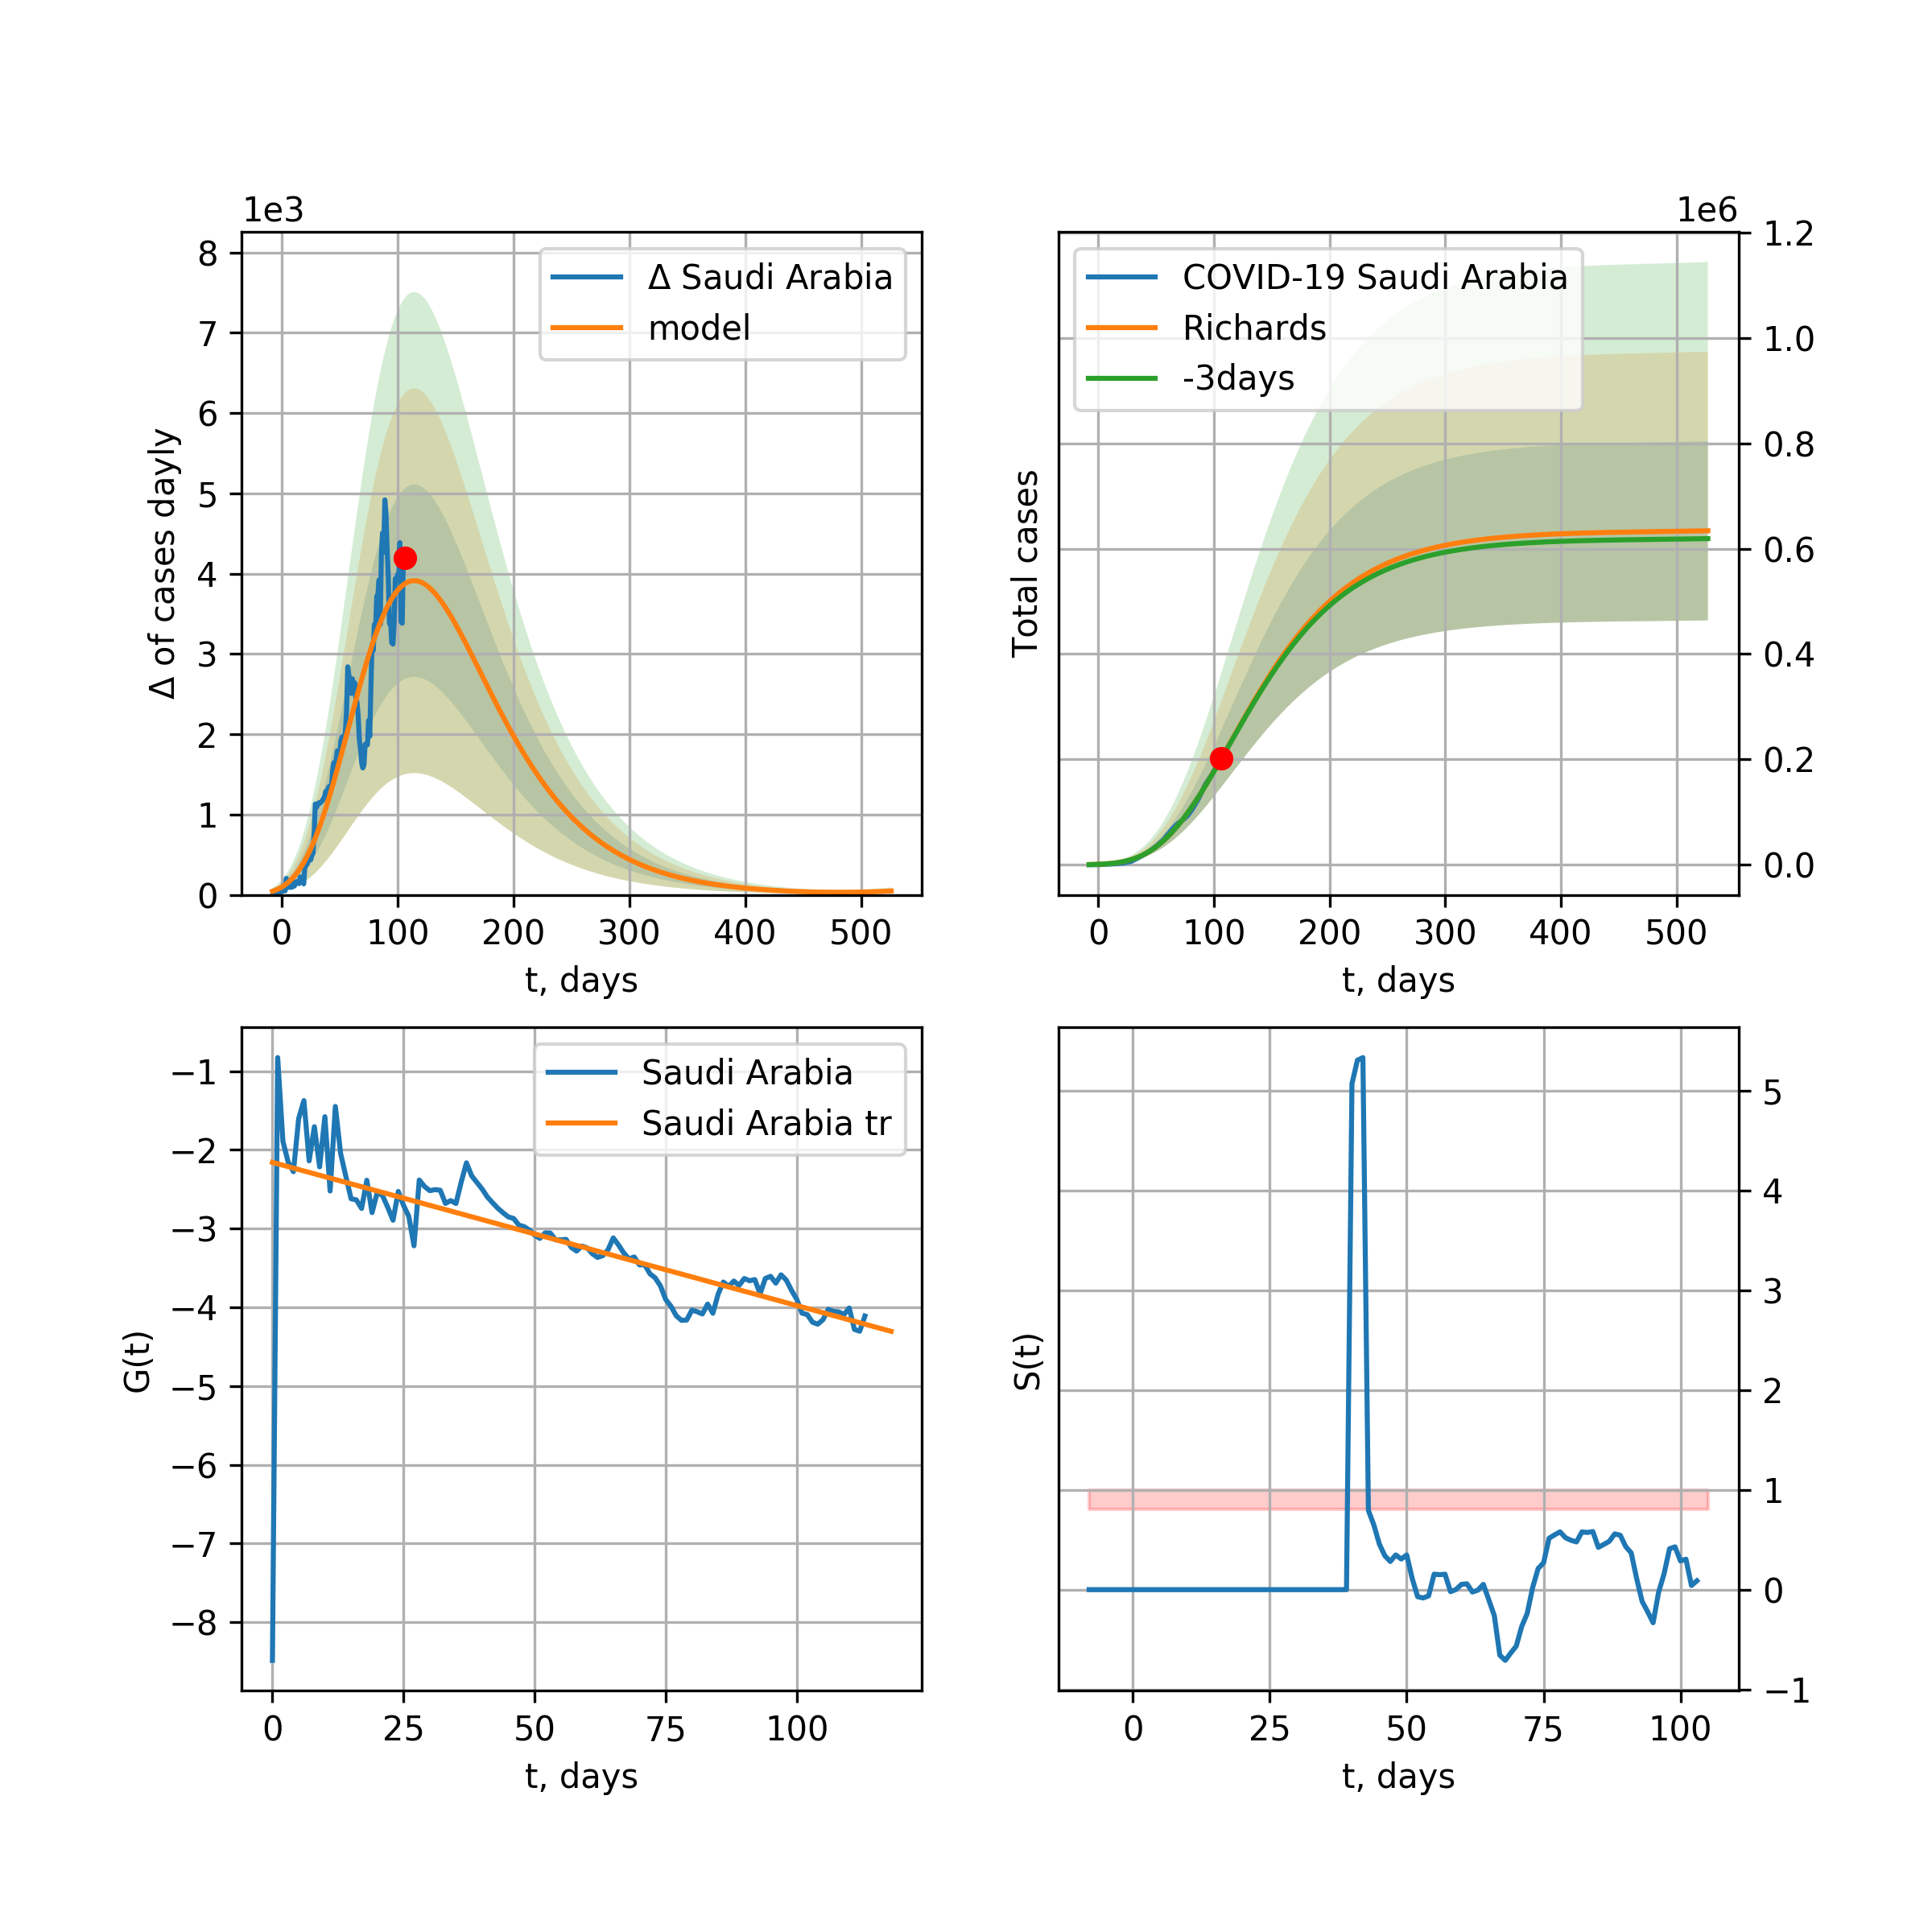 1e3
8
7
6
5
4
3
2
1
0
Δ of cases dayly
Δ Saudi Arabia
model
0 100 200 300 400 500
t, days
1e6
1.2
1.0
0.8
0.6
0.4
0.2
0.0
Total cases
COVID-19 Saudi Arabia
Richards
-3days
0 100 200 300 400 500
t, days
−1
−2
−3
−4
−5
−6
−7
−8
G(t)
Saudi Arabia
Saudi Arabia tr
0 25 50 75 100
t, days
5
4
3
2
1
0
−1
S(t)
0 25 50 75 100
t, days